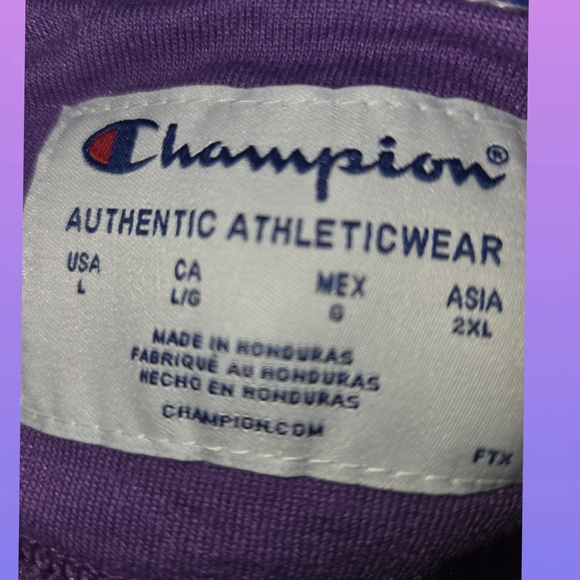 Champion®
AUTHENTIC ATHLETICWEAR
USA CA MEX ASIA
L L/G G 2XL
MADE IN HONDURAS
FABRIQUÉ AU HONDURAS
HECHO EN HONDURAS
CHAMPION.COM
FTX